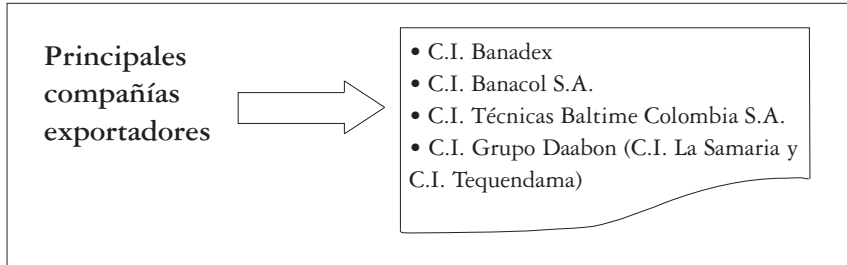 Principales
compañías
exportadores
• C.I. Banadex
• C.I. Banacol S.A.
• C.I. Técnicas Baltime Colombia S.A.
• C.I. Grupo Daabon (C.I. La Samaria y
C.I. Tequendama)